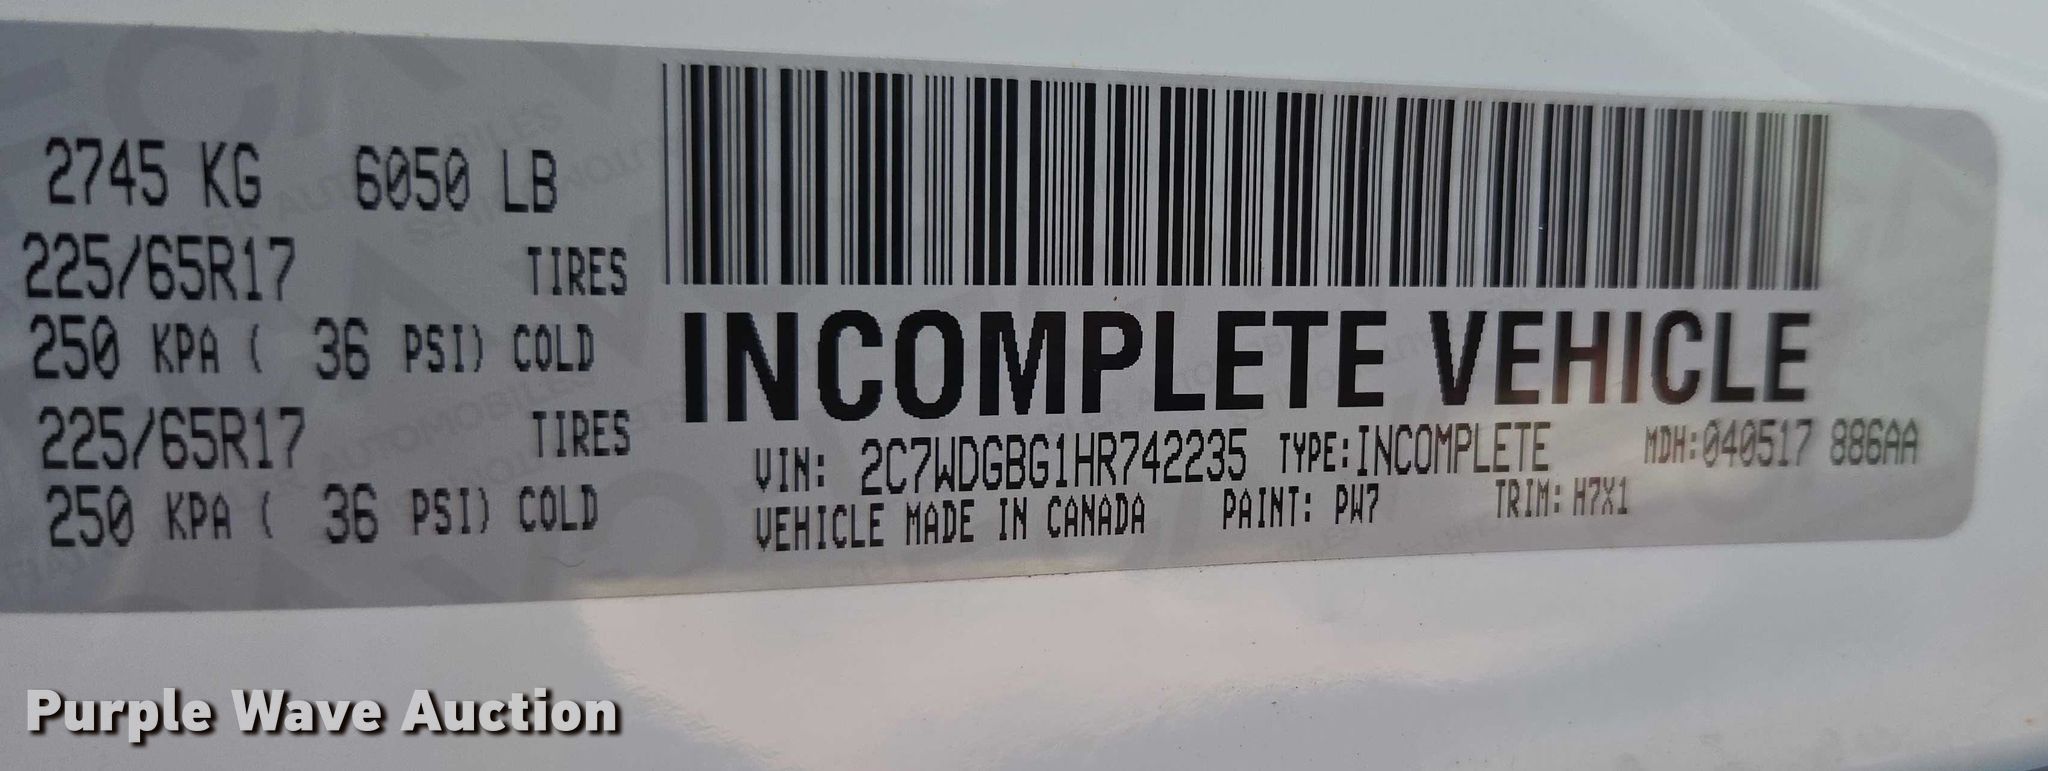 2745 KG 6050 LB
225/65R17 TIRES
250 KPA ( 36 PSI) COLD
225/65R17 TIRES
250 KPA ( 36 PSI) COLD
INCOMPLETE VEHICLE
VIN: 2C7WDGBG1HR742235 TYPE:INCOMPLETE MDH:040517 886AA
VEHICLE MADE IN CANADA PAINT: PW7 TRIM: H7X1
Purple Wave Auction